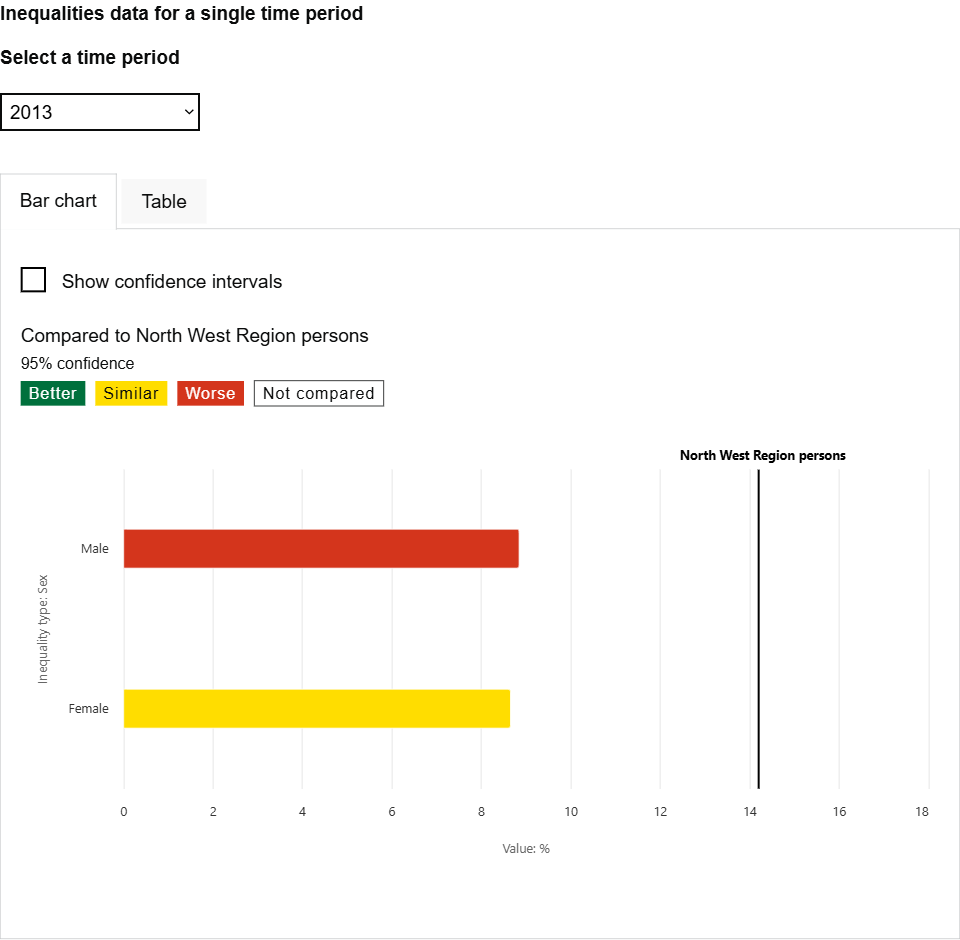 Inequalities data for a single time period
Select a time period
2013
Bar chart
Table
Show confidence intervals
Compared to North West Region persons
95% confidence
Better
Similar
Worse
Not compared
North West Region persons
Inequality type: Sex
Male
Female
0 2 4 6 8 10 12 14 16 18
Value: %